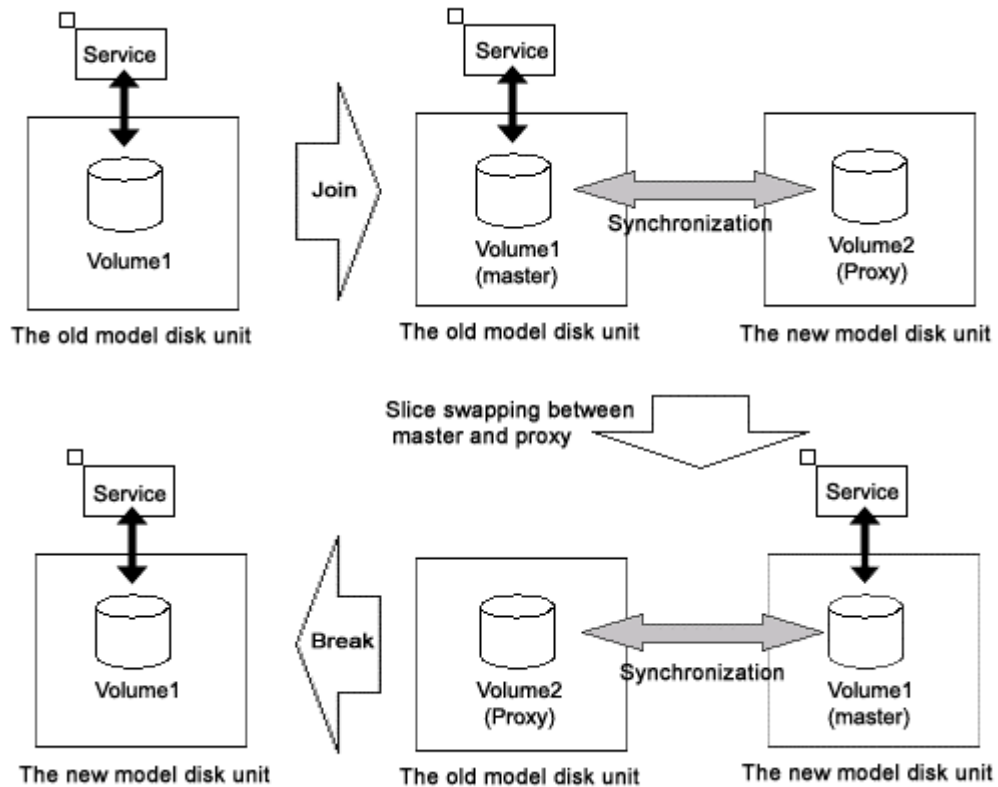 Service
Service
Volume1
Join
Synchronization
Volume1
(master)
Volume2
(Proxy)
The old model disk unit
The old model disk unit
The new model disk unit
Slice swapping between
master and proxy
Service
Service
Volume1
Break
Volume2
(Proxy)
Synchronization
Volume1
(master)
The new model disk unit
The old model disk unit
The new model disk unit